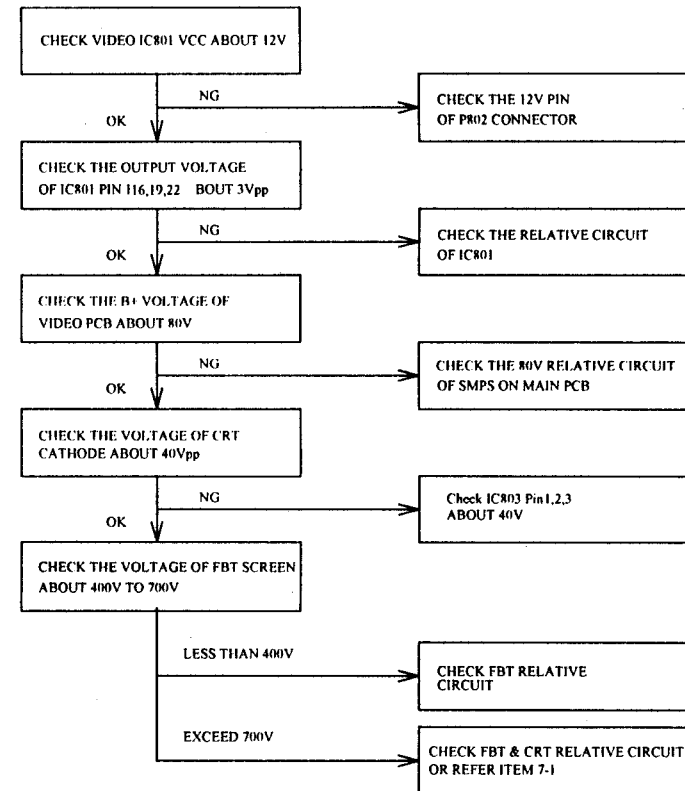 CHECK VIDEO IC801 VCC ABOUT 12V
NG
CHECK THE 12V PIN
OF P802 CONNECTOR
OK
CHECK THE OUTPUT VOLTAGE
OF IC801 PIN 116,19,22 BOUT 3Vpp
NG
CHECK THE RELATIVE CIRCUIT
OF IC801
OK
CHECK THE B+ VOLTAGE OF
VIDEO PCB ABOUT 80V
NG
CHECK THE 80V RELATIVE CIRCUIT
OF SMPS ON MAIN PCB
OK
CHECK THE VOLTAGE OF CRT
CATHODE ABOUT 40Vpp
NG
Check IC803 Pin1,2,3
ABOUT 40V
OK
CHECK THE VOLTAGE OF FBT SCREEN
ABOUT 400V TO 700V
LESS THAN 400V
CHECK FBT RELATIVE
CIRCUIT
EXCEED 700V
CHECK FBT & CRT RELATIVE CIRCUIT
OR REFER ITEM 7-1